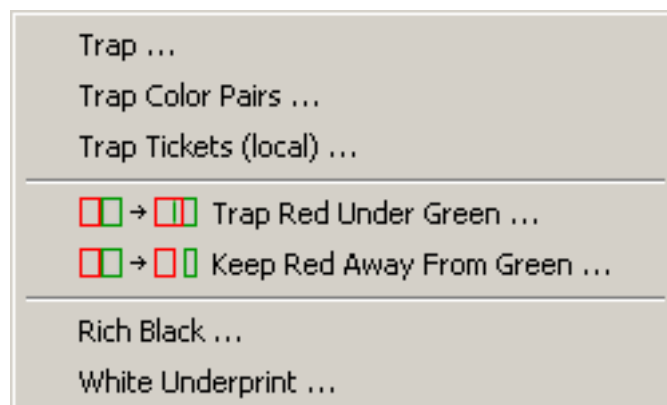 Trap ...
Trap Color Pairs ...
Trap Tickets (local) ...
→ Trap Red Under Green ...
→ Keep Red Away From Green ...
Rich Black ...
White Underprint ...